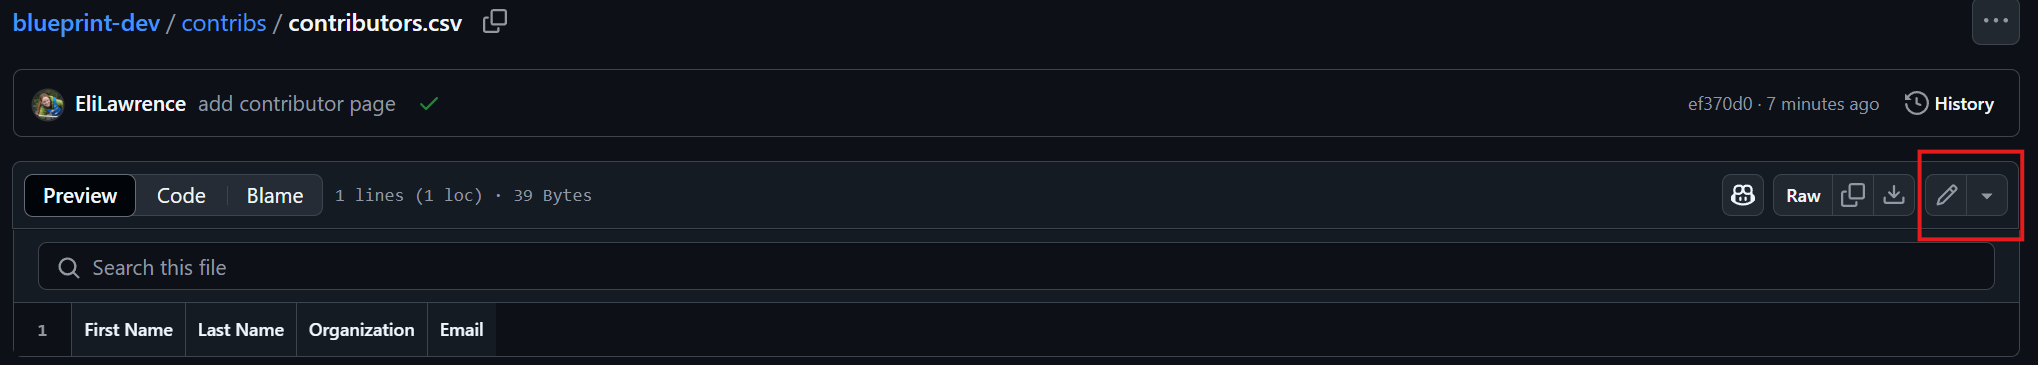 blueprint-dev / contribs / contributors.csv
EliLawrence add contributor page ef370d0 · 7 minutes ago History
Preview Code Blame 1 lines (1 loc) · 39 Bytes Raw
Search this file
1 First Name Last Name Organization Email